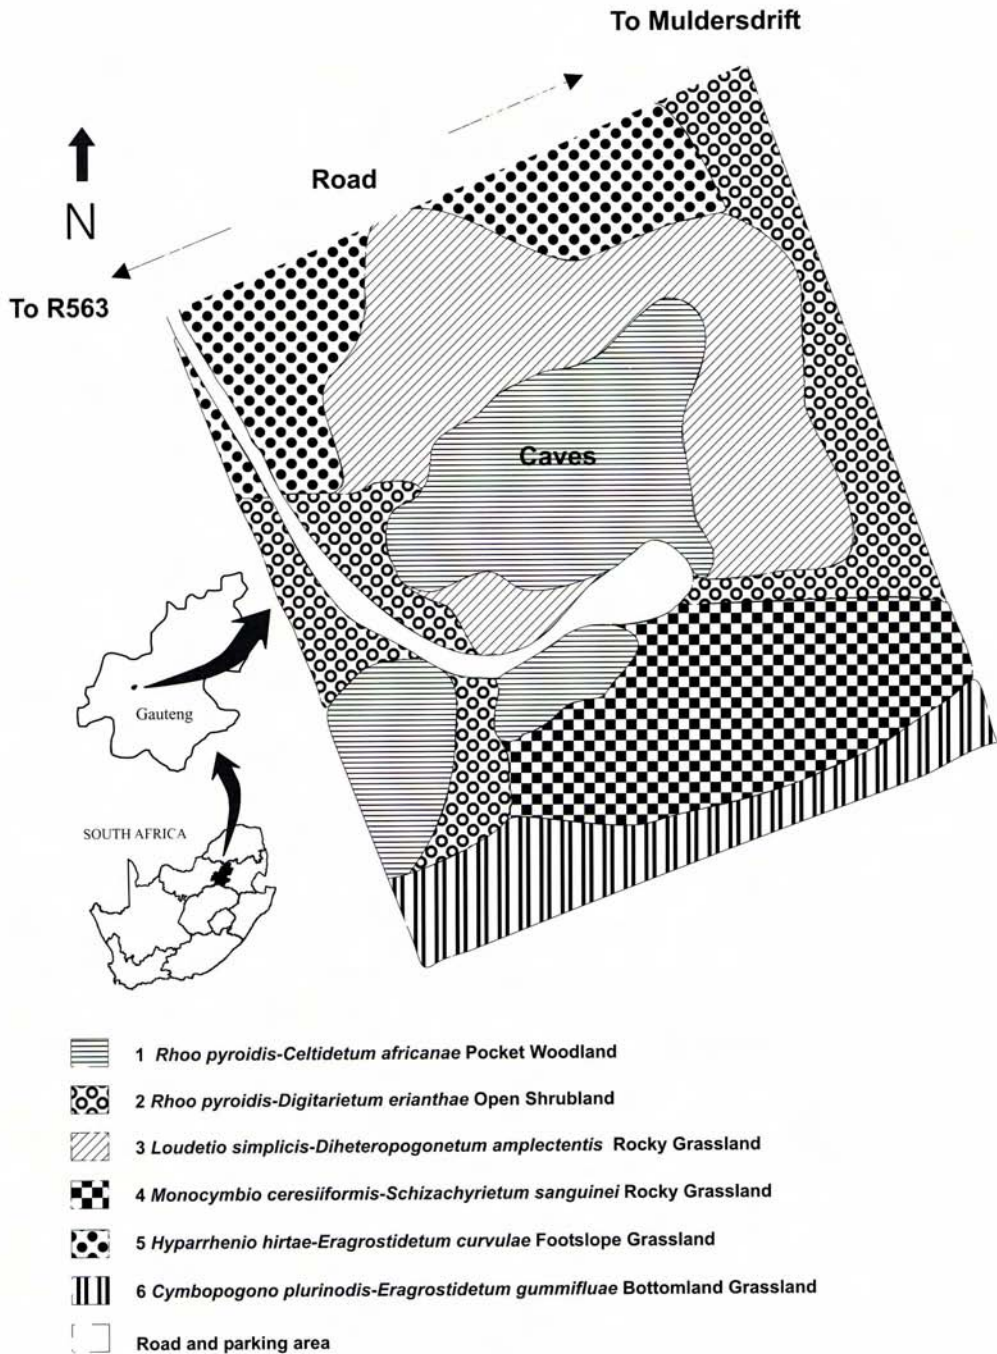 To Muldersdrift
Road
N
To R563
Caves
Gauteng
SOUTH AFRICA
1 Rhoo pyroidis-Celtidetum africanae Pocket Woodland
2 Rhoo pyroidis-Digitarietum erianthae Open Shrubland
3 Loudetio simplicis-Diheteropogonetum amplectentis Rocky Grassland
4 Monocymbio ceresiiformis-Schizachyrietum sanguinei Rocky Grassland
5 Hyparrhenio hirtae-Eragrostidetum curvulae Footslope Grassland
6 Cymbopogono plurinodis-Eragrostidetum gummifluae Bottomland Grassland
Road and parking area